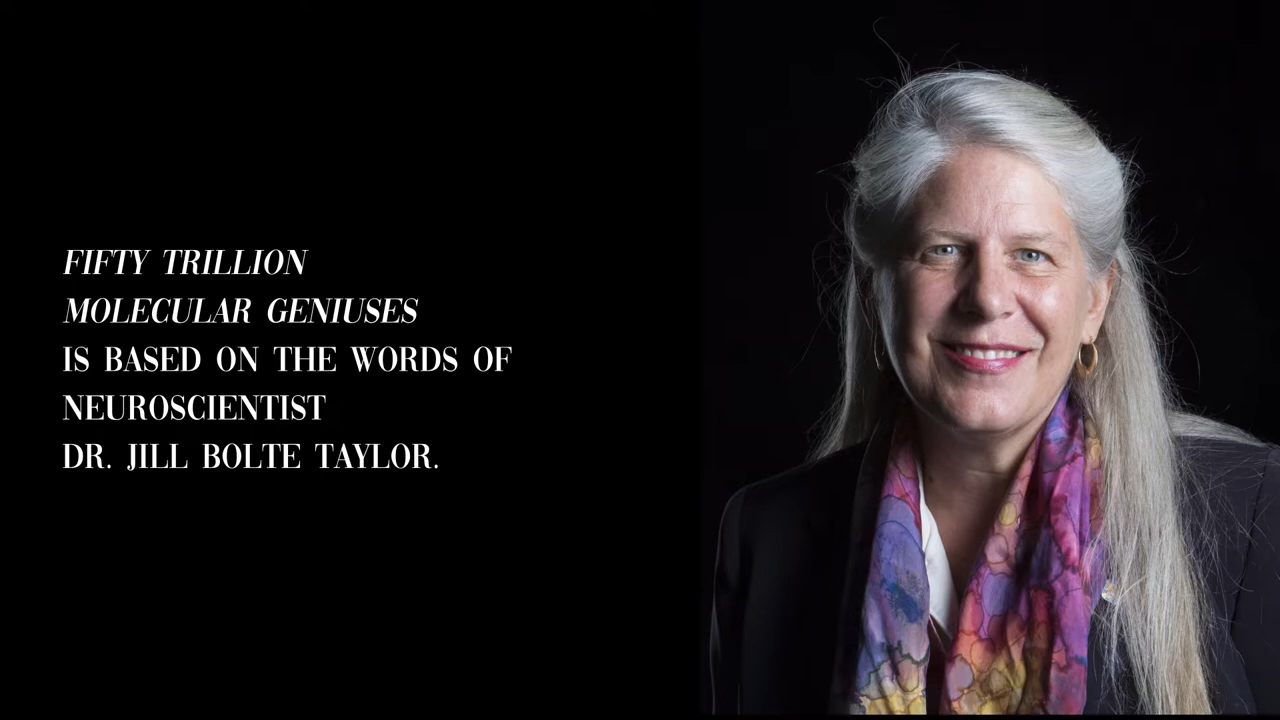 FIFTY TRILLION
MOLECULAR GENIUSES
IS BASED ON THE WORDS OF
NEUROSCIENTIST
DR. JILL BOLTE TAYLOR.